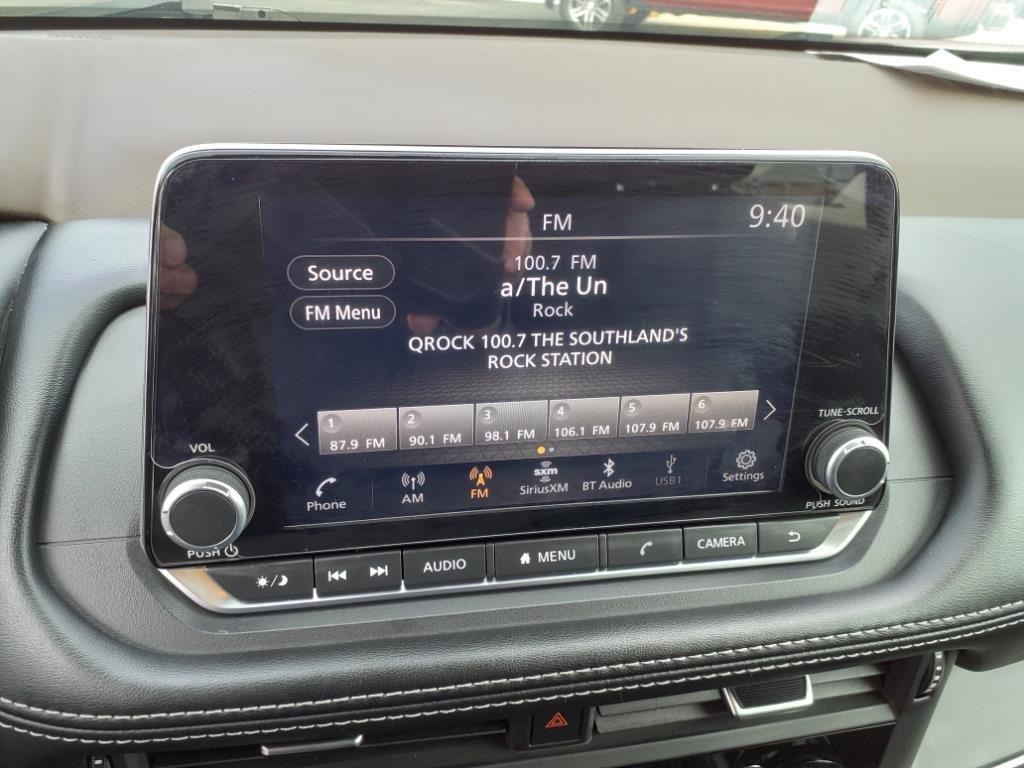 FM
9:40
Source
100.7 FM
a/The Un
FM Menu
Rock
QROCK 100.7 THE SOUTHLAND'S
ROCK STATION
1 2 3 4 5 6
87.9 FM 90.1 FM 98.1 FM 106.1 FM 107.9 FM 107.9 FM
Phone AM FM sxm SiriusXM BT Audio USB1 Settings
VOL
TUNE·SCROLL
PUSH
PUSH SOUND
AUDIO MENU CAMERA